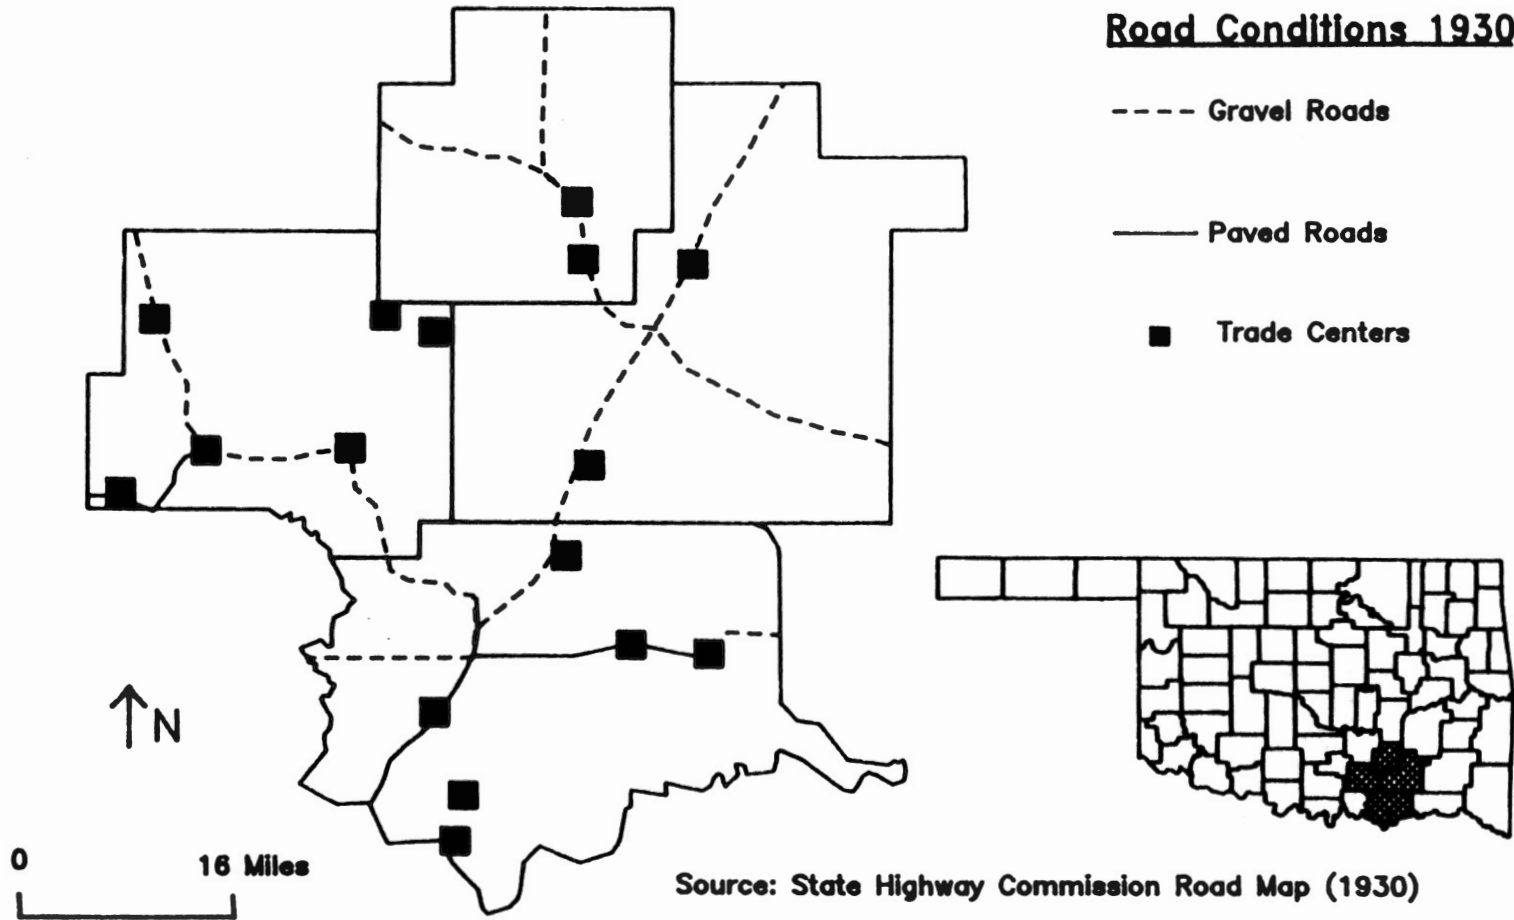 Road Conditions 1930
Gravel Roads
Paved Roads
Trade Centers
N
0
16 Miles
Source: State Highway Commission Road Map (1930)